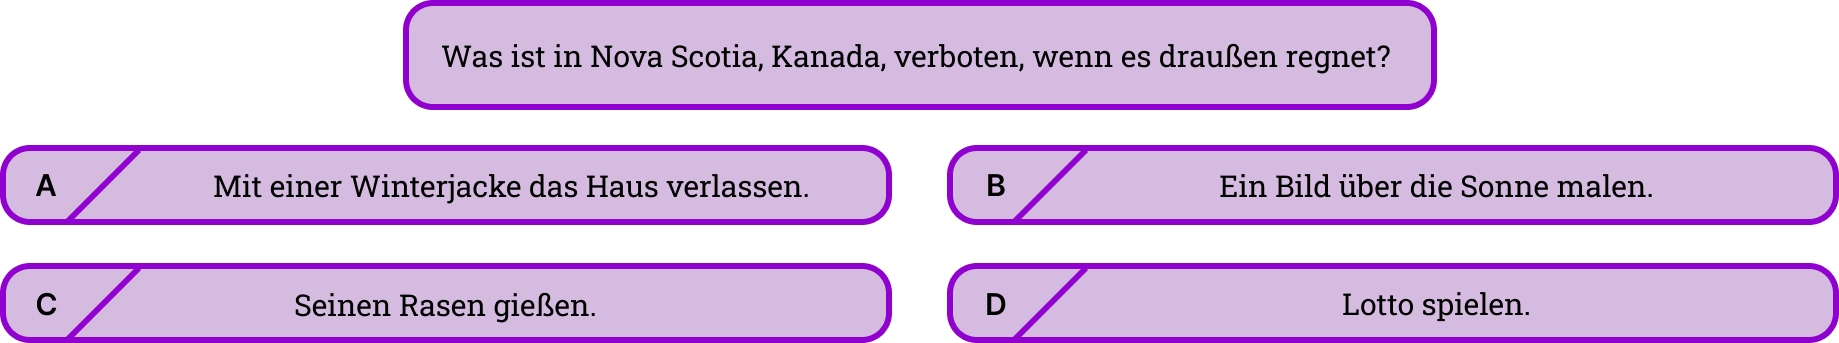 Was ist in Nova Scotia, Kanada, verboten, wenn es draußen regnet?
A Mit einer Winterjacke das Haus verlassen.
B Ein Bild über die Sonne malen.
C Seinen Rasen gießen.
D Lotto spielen.